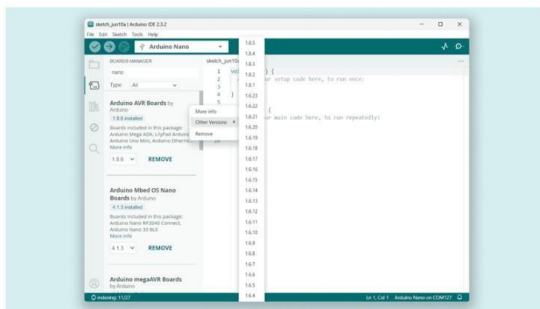 sketch_jun10a | Arduino IDE 2.3.2
File Edit Sketch Tools Help
Arduino Nano
BOARDS MANAGER
nano
Type: All
Arduino AVR Boards by
Arduino
1.8.6 installed
Boards included in this package:
Arduino Mega ADK, LilyPad Arduino
Arduino Uno Mini, Arduino Ethernet
More info
1.8.6
REMOVE
Arduino Mbed OS Nano
Boards by Arduino
4.1.3 installed
Boards included in this package:
Arduino Nano RP2040 Connect,
Arduino Nano 33 BLE
More info
4.1.3
REMOVE
Arduino megaAVR Boards
by Arduino
More info
Other Versions
Remove
1.8.5
1.8.4
1.8.3
1.8.2
1.8.1
1.6.23
1.6.22
1.6.21
1.6.20
1.6.19
1.6.18
1.6.17
1.6.16
1.6.15
1.6.14
1.6.13
1.6.12
1.6.11
1.6.10
1.6.9
1.6.8
1.6.7
1.6.6
1.6.5
1.6.4
sketch_jun10
1
2
3
4
5
) {
ur setup code here, to run once:
}
{
ur main code here, to run repeatedly:
indexing: 11/27
Ln 1, Col 1 Arduino Nano on COM127